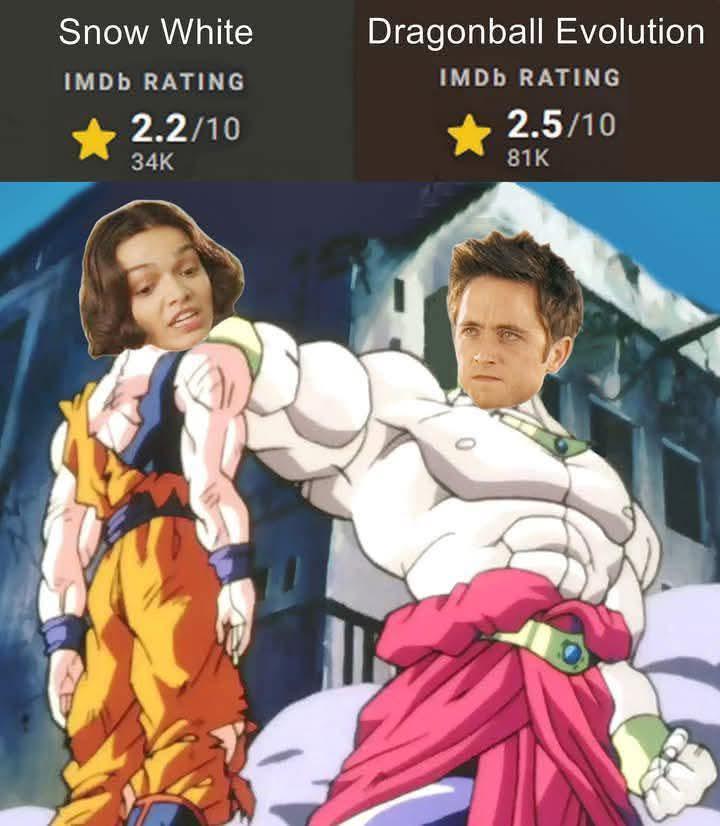 Snow White
IMDb RATING
2.2/10
34K
Dragonball Evolution
IMDb RATING
2.5/10
81K